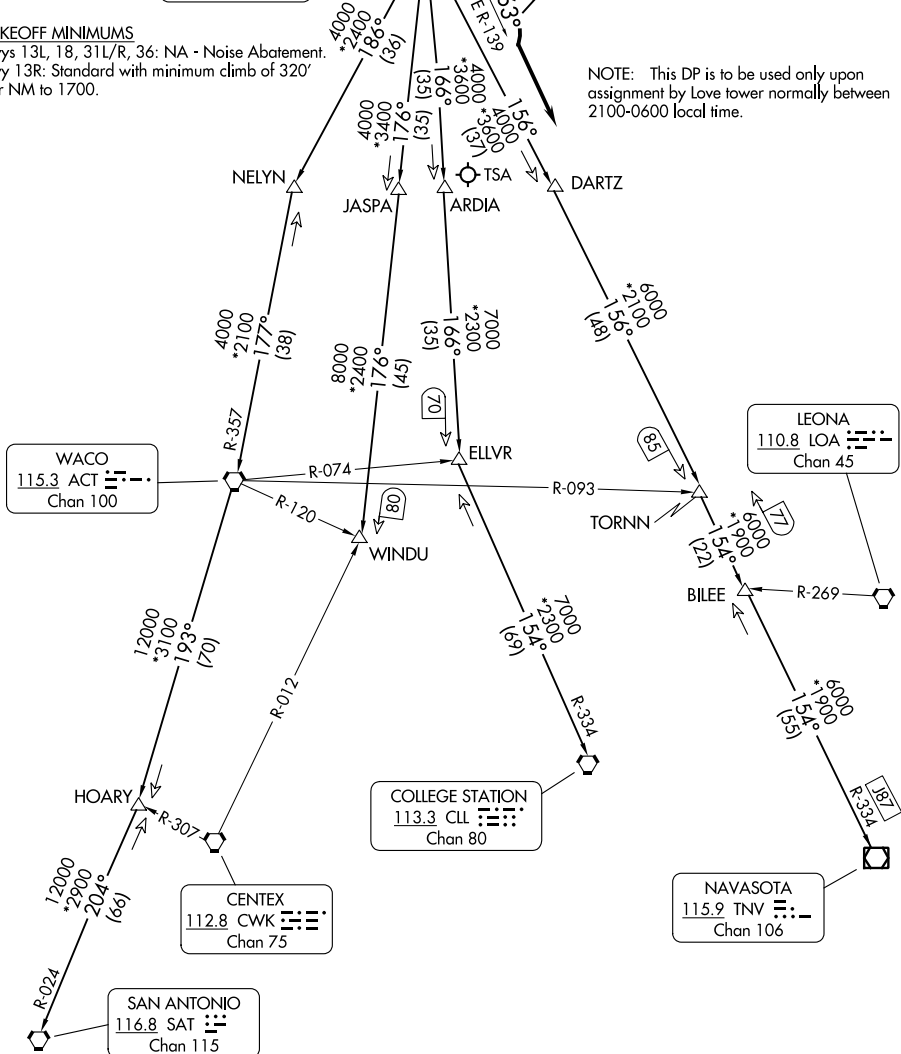 KEOFF MINIMUMS
ys 13L, 18, 31L/R, 36: NA - Noise Abatement.
y 13R: Standard with minimum climb of 320'
r NM to 1700.
NOTE: This DP is to be used only upon
assignment by Love tower normally between
2100-0600 local time.
4000
*2400
186°
(36)
4000
*3400
176°
(35)
4000
*3600
166°
(35)
4000
*3600
156°
(37)
R-139
63°
NELYN
JASPA
ARDIA
TSA
DARTZ
4000
*2100
177°
(38)
8000
*2400
176°
(45)
7000
*2300
166°
(35)
6000
*2100
156°
(48)
R-357
70
85
LEONA
110.8 LOA
Chan 45
WACO
115.3 ACT
Chan 100
R-074
ELLVR
R-093
R-120
80
WINDU
TORNN
77
6000
*1900
154°
(22)
BILEE
R-269
12000
*3100
193°
(70)
R-012
7000
*2300
154°
(69)
R-334
6000
*1900
154°
(55)
J87
R-334
HOARY
R-307
COLLEGE STATION
113.3 CLL
Chan 80
CENTEX
112.8 CWK
Chan 75
NAVASOTA
115.9 TNV
Chan 106
12000
*2900
204°
(66)
R-024
SAN ANTONIO
116.8 SAT
Chan 115